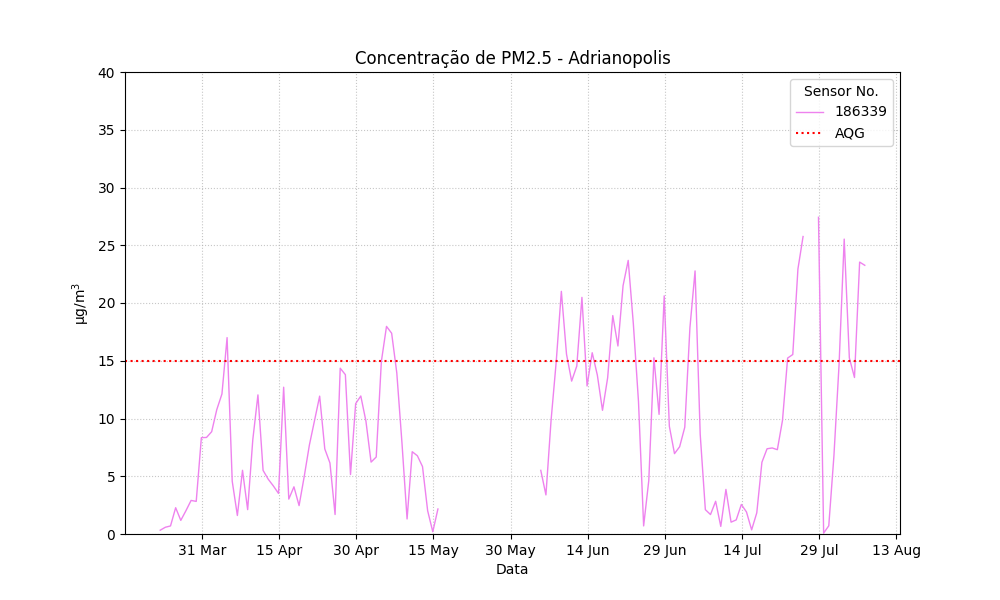 Concentração de PM2.5 - Adrianopolis
40
35
30
25
20
15
10
5
0
µg/m³
31 Mar
15 Apr
30 Apr
15 May
30 May
14 Jun
29 Jun
14 Jul
29 Jul
13 Aug
Data
Sensor No.
186339
AQG